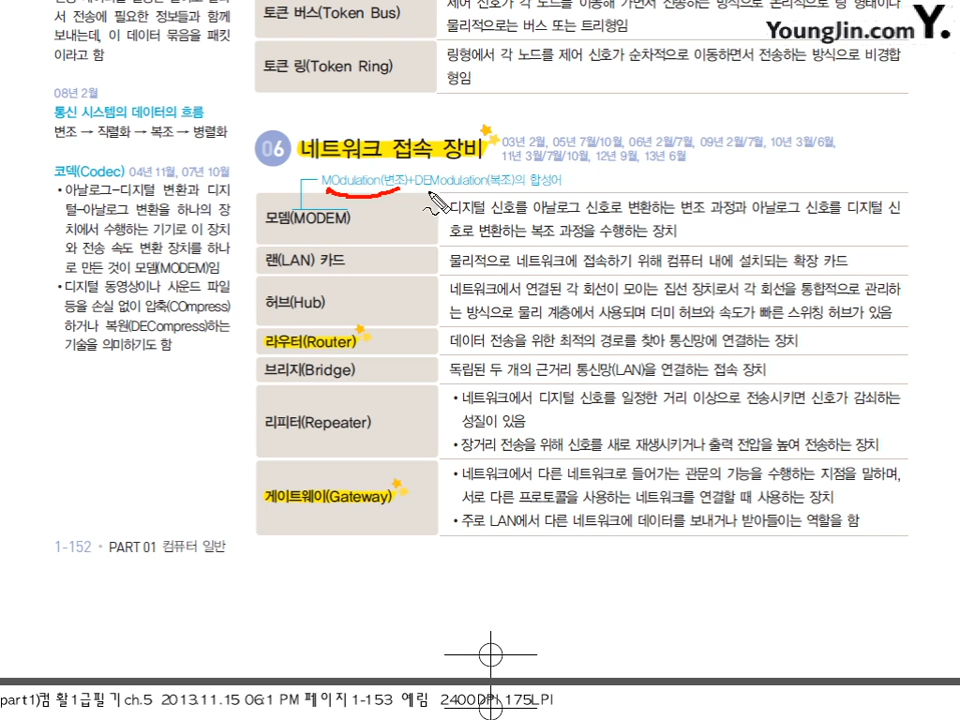 서 전송에 필요한 정보들과 함께
보내는데, 이 데이터 묶음을 패킷
이라고 함
08년 2월
통신 시스템의 데이터의 흐름
변조 → 직렬화 → 복조 → 병렬화
코덱(Codec) 04년 11월, 07년 10월
•아날로그-디지털 변환과 디지
털-아날로그 변환을 하나의 장
치에서 수행하는 기기로 이 장치
와 전송 속도 변환 장치를 하나
로 만든 것이 모뎀(MODEM)임
•디지털 동영상이나 사운드 파일
등을 손실 없이 압축(COmpress)
하거나 복원(DECompress)하는
기술을 의미하기도 함
토큰 버스(Token Bus)
제어 신호가 각 노드를 이동해 가면서 전송하는 방식으로 논리적으로 링 형태이나
물리적으로는 버스 또는 트리형임
YoungJin.com Y.
토큰 링(Token Ring)
링형에서 각 노드를 제어 신호가 순차적으로 이동하면서 전송하는 방식으로 비경합
형임
06 네트워크 접속 장비
03년 2월, 05년 7월/10월, 06년 2월/7월, 09년 2월/7월, 10년 3월/6월,
11년 3월/7월/10월, 12년 9월, 13년 6월
MOdulation(변조)+DEModulation(복조)의 합성어
모뎀(MODEM)
디지털 신호를 아날로그 신호로 변환하는 변조 과정과 아날로그 신호를 디지털 신
호로 변환하는 복조 과정을 수행하는 장치
랜(LAN) 카드
물리적으로 네트워크에 접속하기 위해 컴퓨터 내에 설치되는 확장 카드
허브(Hub)
네트워크에서 연결된 각 회선이 모이는 집선 장치로서 각 회선을 통합적으로 관리하
는 방식으로 물리 계층에서 사용되며 더미 허브와 속도가 빠른 스위칭 허브가 있음
라우터(Router)
데이터 전송을 위한 최적의 경로를 찾아 통신망에 연결하는 장치
브리지(Bridge)
독립된 두 개의 근거리 통신망(LAN)을 연결하는 접속 장치
리피터(Repeater)
•네트워크에서 디지털 신호를 일정한 거리 이상으로 전송시키면 신호가 감쇠하는
성질이 있음
•장거리 전송을 위해 신호를 새로 재생시키거나 출력 전압을 높여 전송하는 장치
게이트웨이(Gateway)
•네트워크에서 다른 네트워크로 들어가는 관문의 기능을 수행하는 지점을 말하며,
서로 다른 프로토콜을 사용하는 네트워크를 연결할 때 사용하는 장치
•주로 LAN에서 다른 네트워크에 데이터를 보내거나 받아들이는 역할을 함
1-152 • PART 01 컴퓨터 일반
part1)컴활1급필기ch.5 2013.11.15 06:1 PM 페이지1-153 예림 2400DPI 175LPI